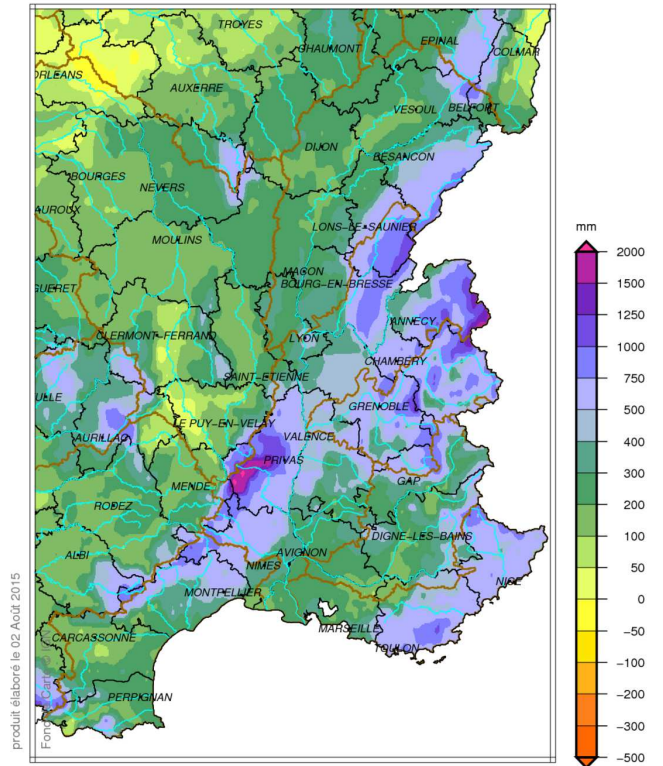 TROYES
CHAUMONT
EPINAL
COLMAR
ORLEANS
AUXERRE
VESOUL
BELFORT
DIJON
BESANCON
BOURGES
NEVERS
AUROUX
LONS-LE-SAUNIER
MOULINS
MACON
BOURG-EN-BRESSE
GUERET
ANNECY
CLERMONT-FERRAND
LYON
CHAMBERY
SAINT-ETIENNE
ULLE
GRENOBLE
LE PUY-EN-VELAY
AURILLAC
VALENCE
PRIVAS
MENDE
GAP
RODEZ
DIGNE-LES-BAINS
ALBI
AVIGNON
NIMES
NICE
MONTPELLIER
MARSEILLE
CARCASSONNE
TOULON
PERPIGNAN
mm
2000
1500
1250
1000
750
500
400
300
200
100
50
0
-50
-100
-200
-300
-500
produit élaboré le 02 Août 2015